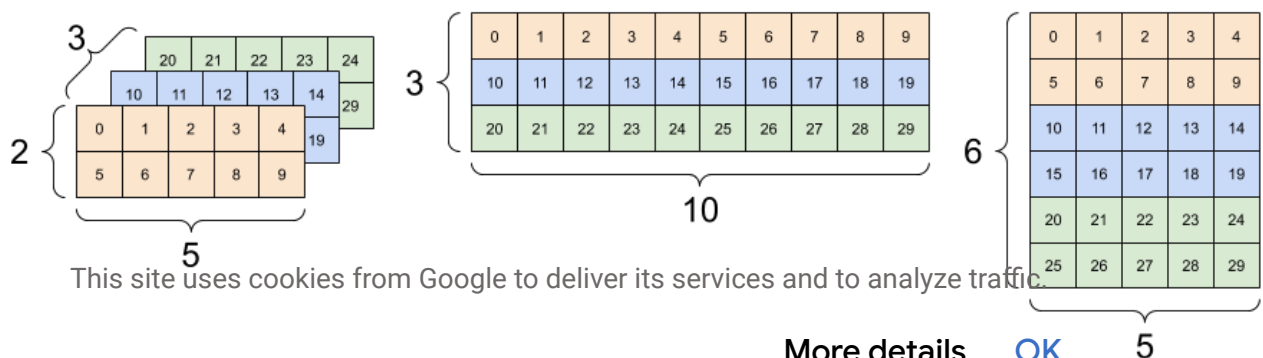 3
20 21 22 23 24
10 11 12 13 14
29
0 1 2 3 4
19
2
5 6 7 8 9
5
3
0 1 2 3 4 5 6 7 8 9
10 11 12 13 14 15 16 17 18 19
20 21 22 23 24 25 26 27 28 29
10
6
0 1 2 3 4
5 6 7 8 9
10 11 12 13 14
15 16 17 18 19
20 21 22 23 24
25 26 27 28 29
5
This site uses cookies from Google to deliver its services and to analyze traffic.
More details OK